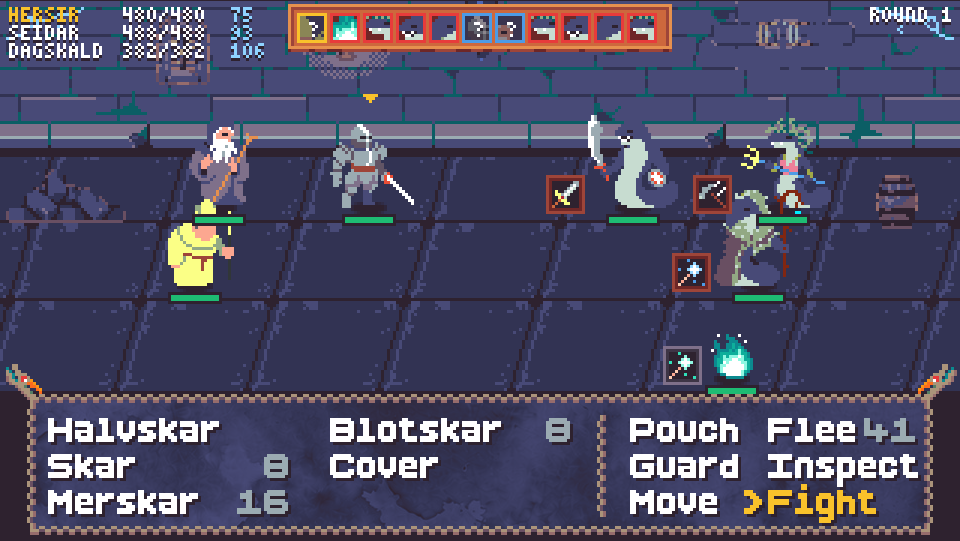 HERSIR 480/480 75
SEIDAR 488/488 93
DAGSKALD 382/382 106
ROUND 1
? ?
Halvskar Blotskar 8 Pouch Flee 41
Skar 8 Cover Guard Inspect
Merskar 16 Move >Fight